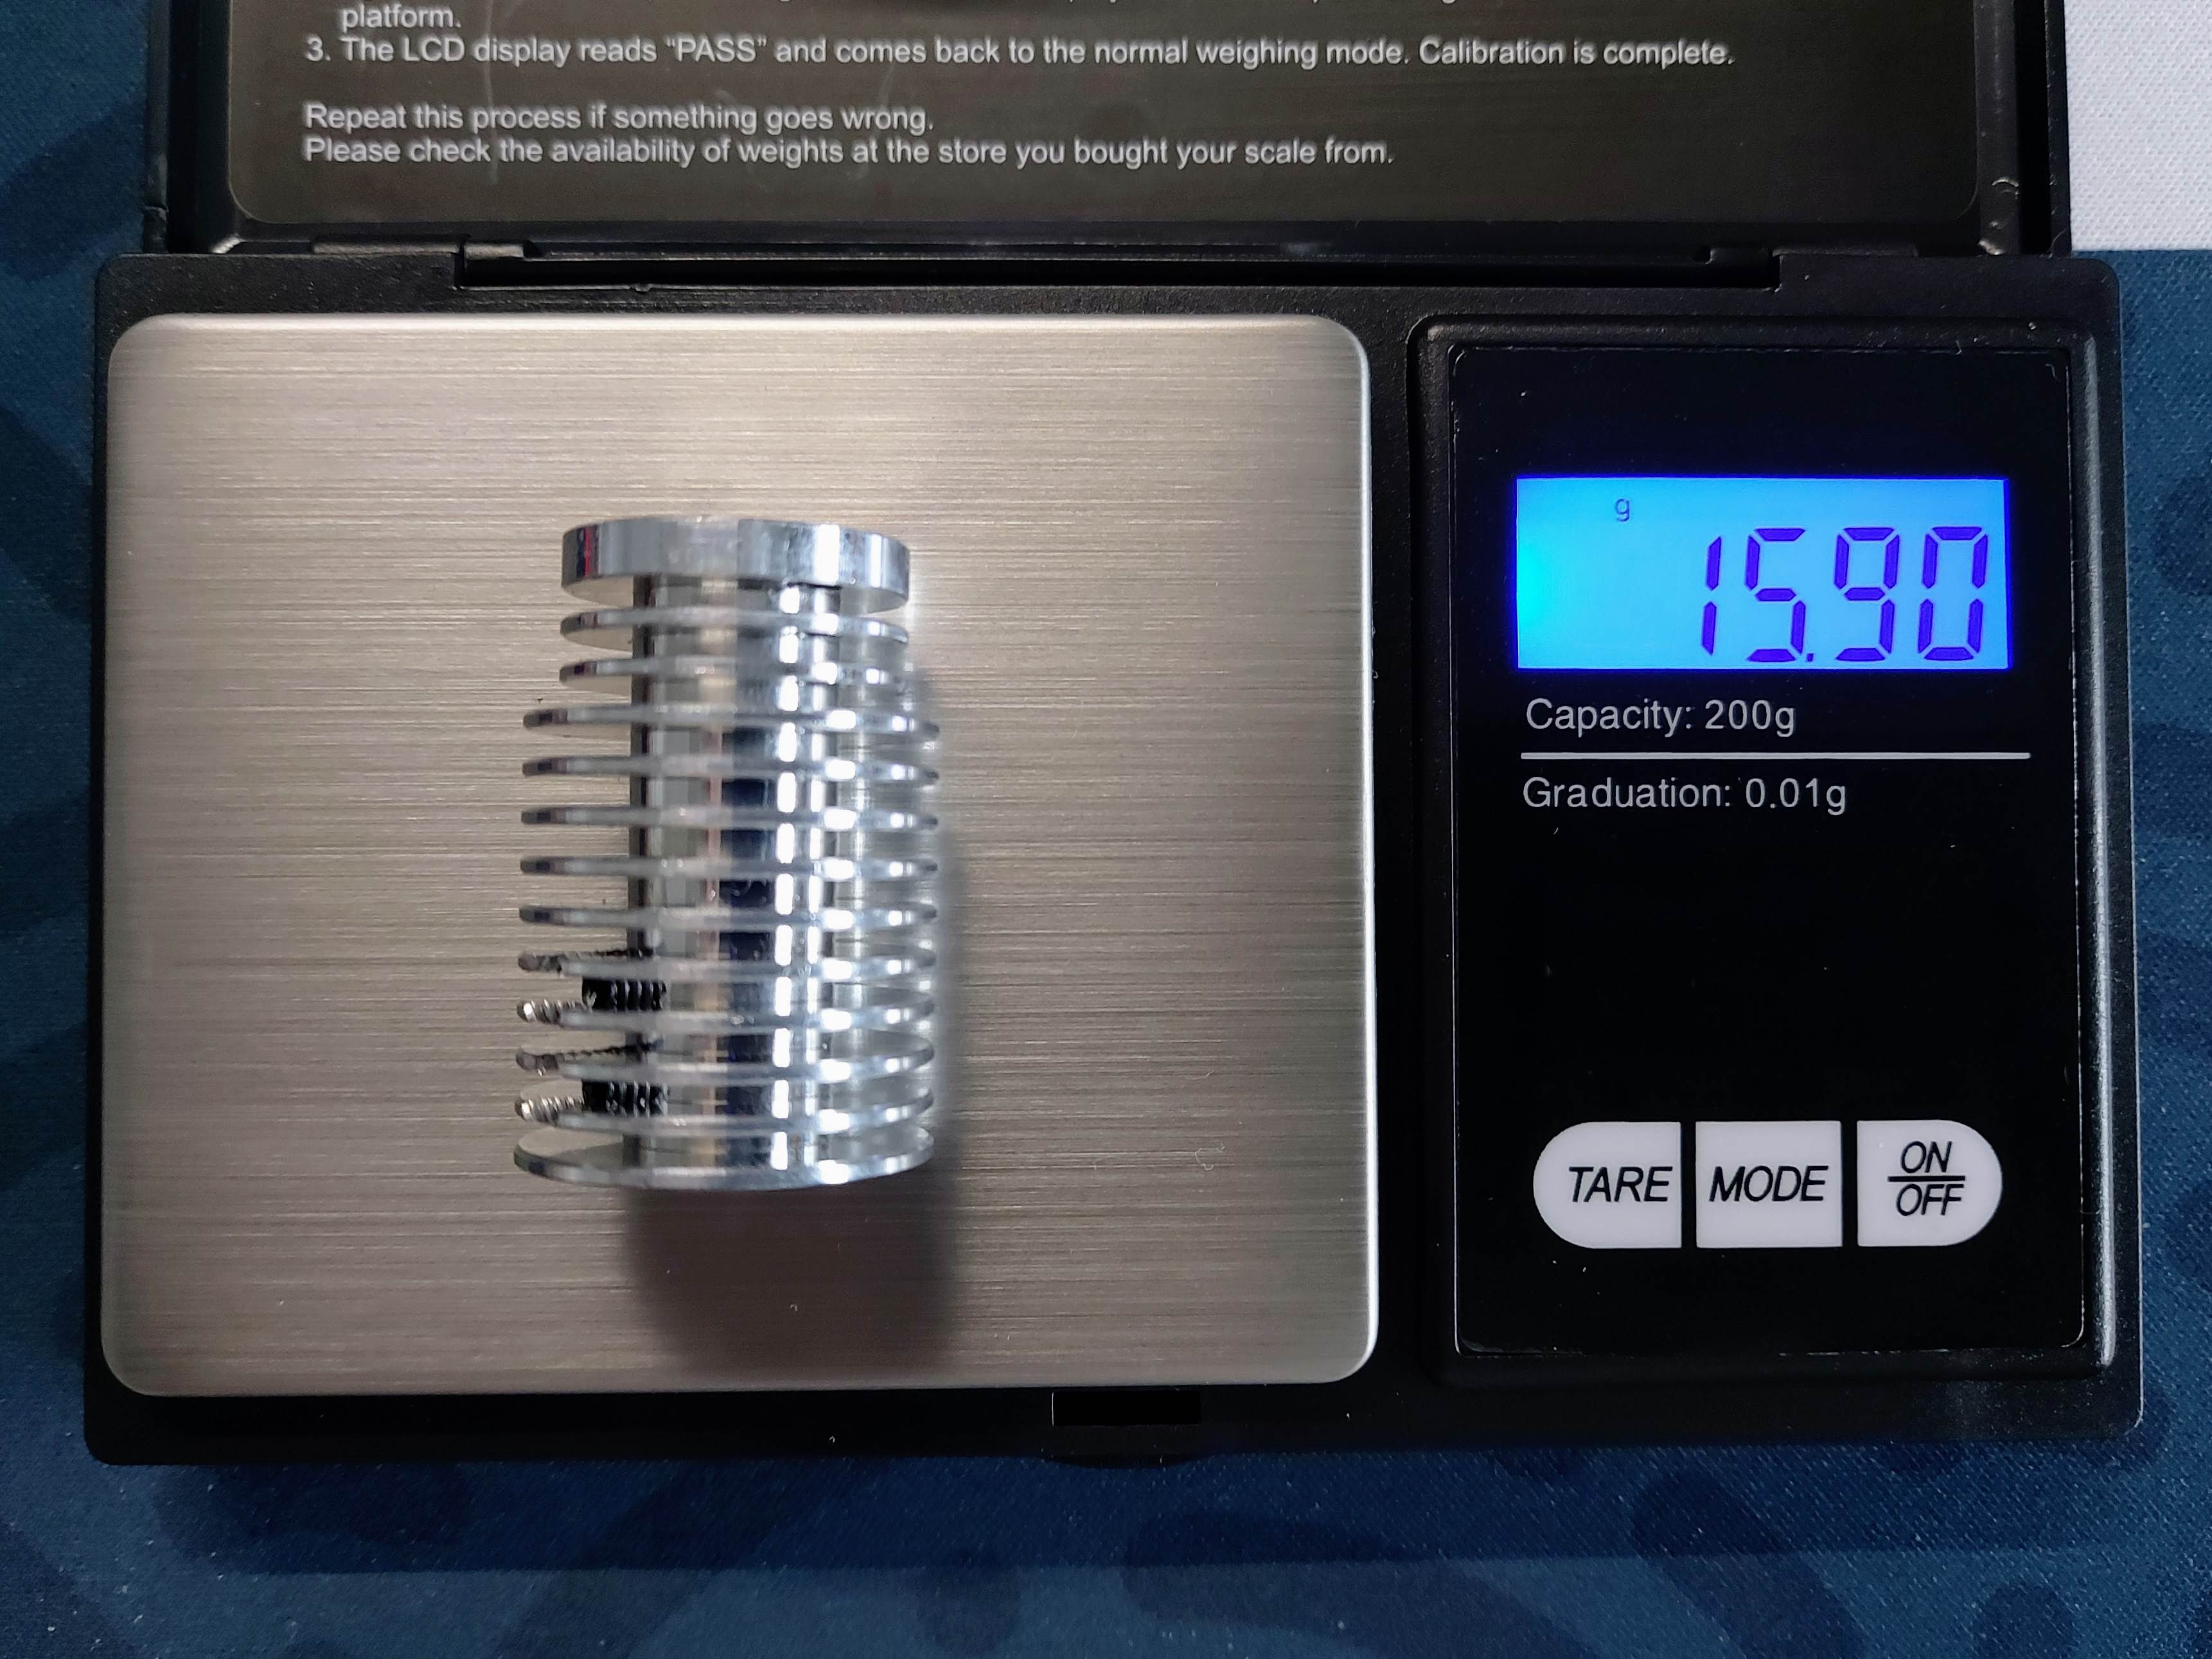 platform.
3. The LCD display reads “PASS” and comes back to the normal weighing mode. Calibration is complete.
Repeat this process if something goes wrong.
Please check the availability of weights at the store you bought your scale from.
g
15.90
Capacity: 200g
Graduation: 0.01g
TARE
MODE
ON
OFF